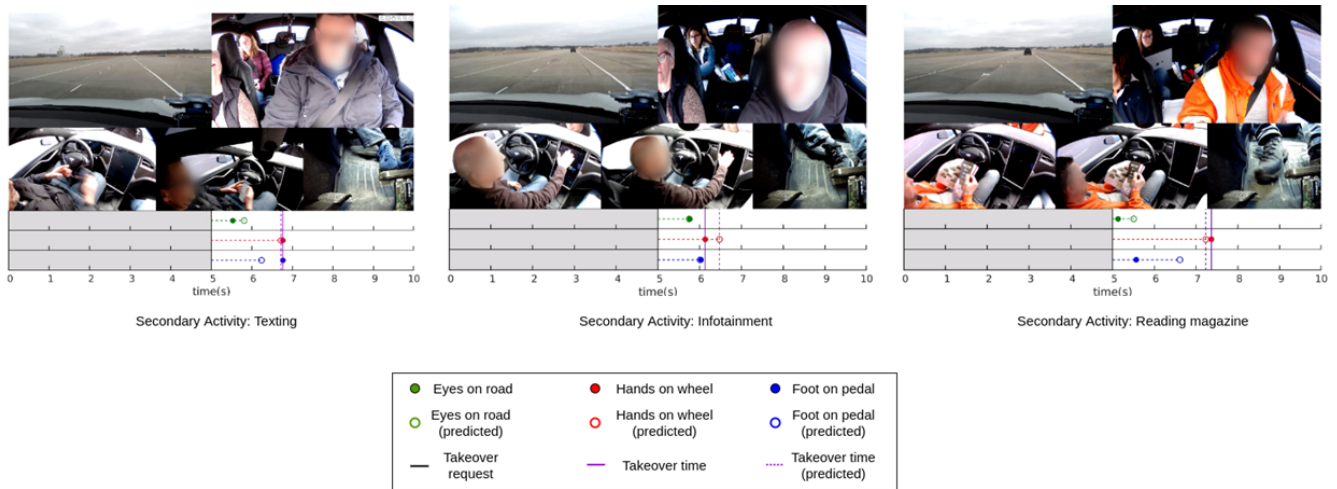 0 1 2 3 4 5 6 7 8 9 10
time(s)
Secondary Activity: Texting
0 1 2 3 4 5 6 7 8 9 10
time(s)
Secondary Activity: Infotainment
0 1 2 3 4 5 6 7 8 9 10
time(s)
Secondary Activity: Reading magazine
Eyes on road
Hands on wheel
Foot on pedal
Eyes on road
(predicted)
Hands on wheel
(predicted)
Foot on pedal
(predicted)
Takeover
request
Takeover time
Takeover time
(predicted)